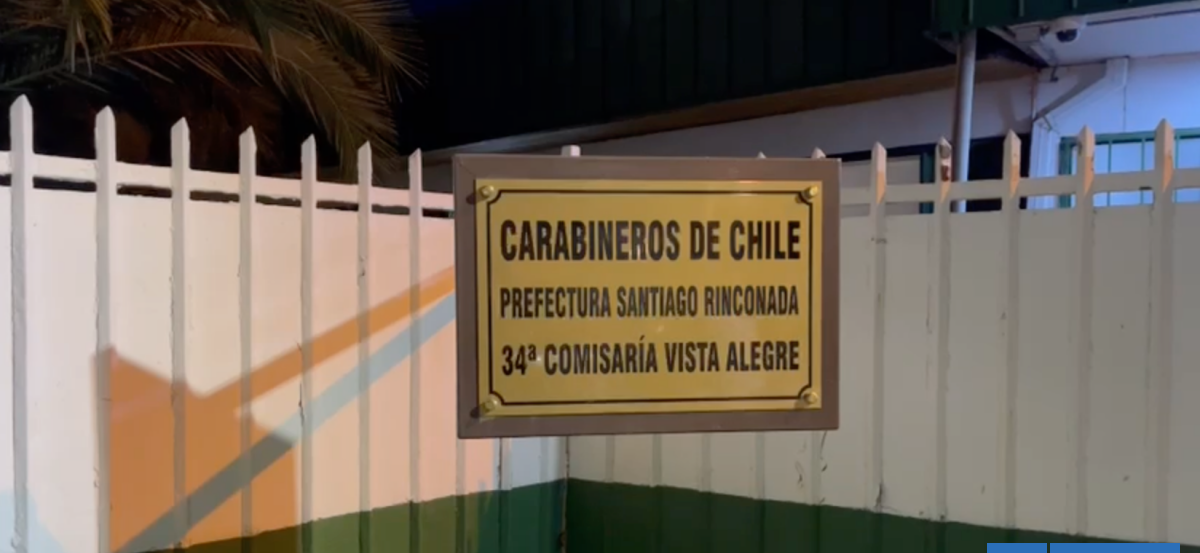 CARABINEROS DE CHILE
PREFECTURA SANTIAGO RINCONADA
34ª COMISARÍA VISTA ALEGRE